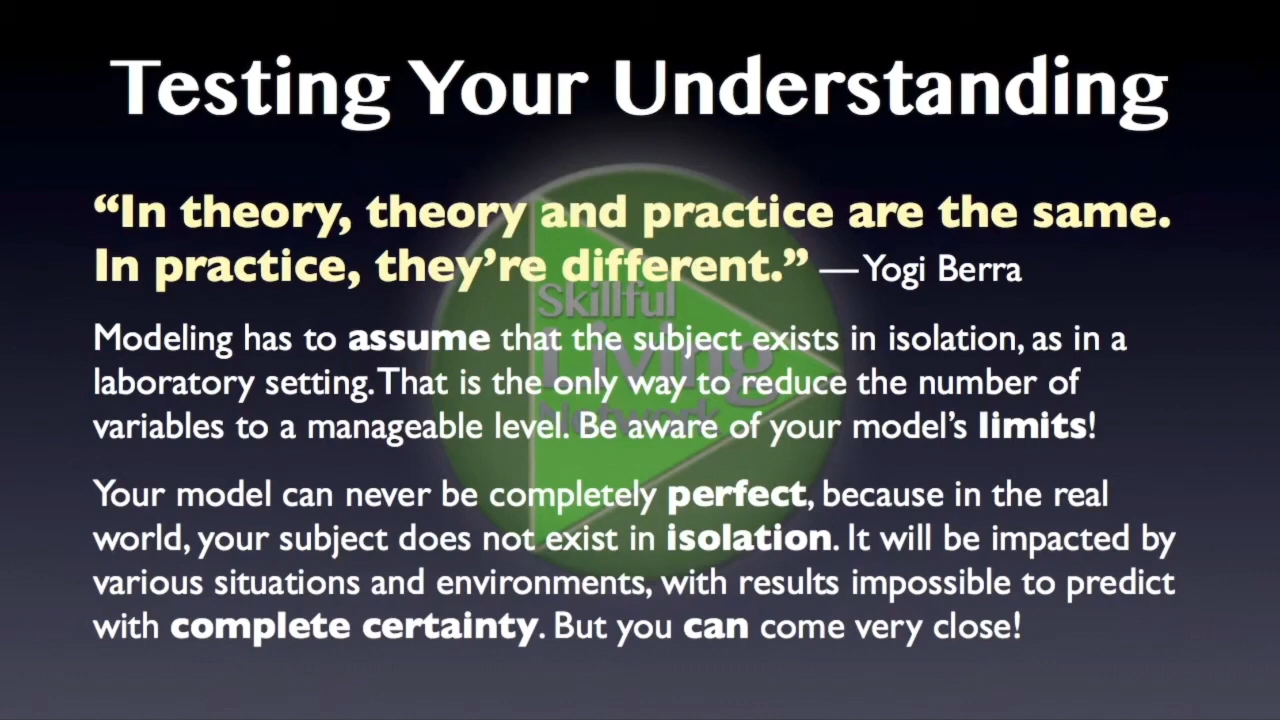 Testing Your Understanding
“In theory, theory and practice are the same.
In practice, they’re different.” — Yogi Berra
Skillful
Modeling has to assume that the subject exists in isolation, as in a
Living
laboratory setting. That is the only way to reduce the number of
Network
variables to a manageable level. Be aware of your model’s limits!
Your model can never be completely perfect, because in the real
world, your subject does not exist in isolation. It will be impacted by
various situations and environments, with results impossible to predict
with complete certainty. But you can come very close!